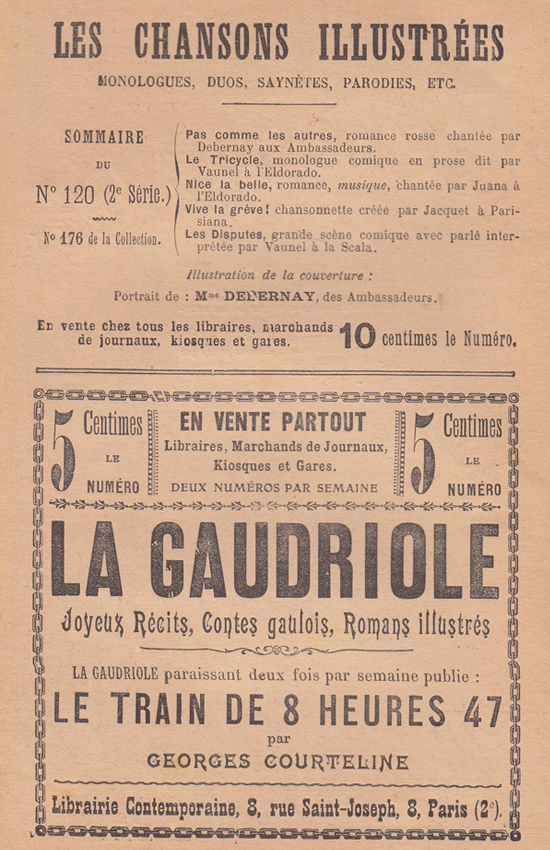 LES CHANSONS ILLUSTRÉES
MONOLOGUES, DUOS, SAYNÈTES, PARODIES, ETC.
SOMMAIRE
DU
Nº 120 (2e Série.)
Nº 176 de la Collection.
Pas comme les autres, romance rosse chantée par
Debernay aux Ambassadeurs.
Le Tricycle, monologue comique en prose dit par
Vaunel à l'Eldorado.
Nice la belle, romance, musique, chantée par Juana à
l'Eldorado.
Vive la grève! chansonnette créée par Jacquet à Pari-
siana.
Les Disputes, grande scène comique avec parlé inter-
prétée par Vaunel à la Scala.
Illustration de la couverture :
Portrait de : Mme DEBERNAY, des Ambassadeurs.
En vente chez tous les libraires, marchands
de journaux, kiosques et gares.
10 centimes le Numéro.
5 Centimes
LE
NUMÉRO
EN VENTE PARTOUT
Libraires, Marchands de Journaux,
Kiosques et Gares.
DEUX NUMÉROS PAR SEMAINE
5 Centimes
LE
NUMÉRO
LA GAUDRIOLE
Joyeux Récits, Contes gaulois, Romans illustrés
LA GAUDRIOLE paraissant deux fois par semaine publie :
LE TRAIN DE 8 HEURES 47
par
GEORGES COURTELINE
Librairie Contemporaine, 8, rue Saint-Joseph, 8, Paris (2e).